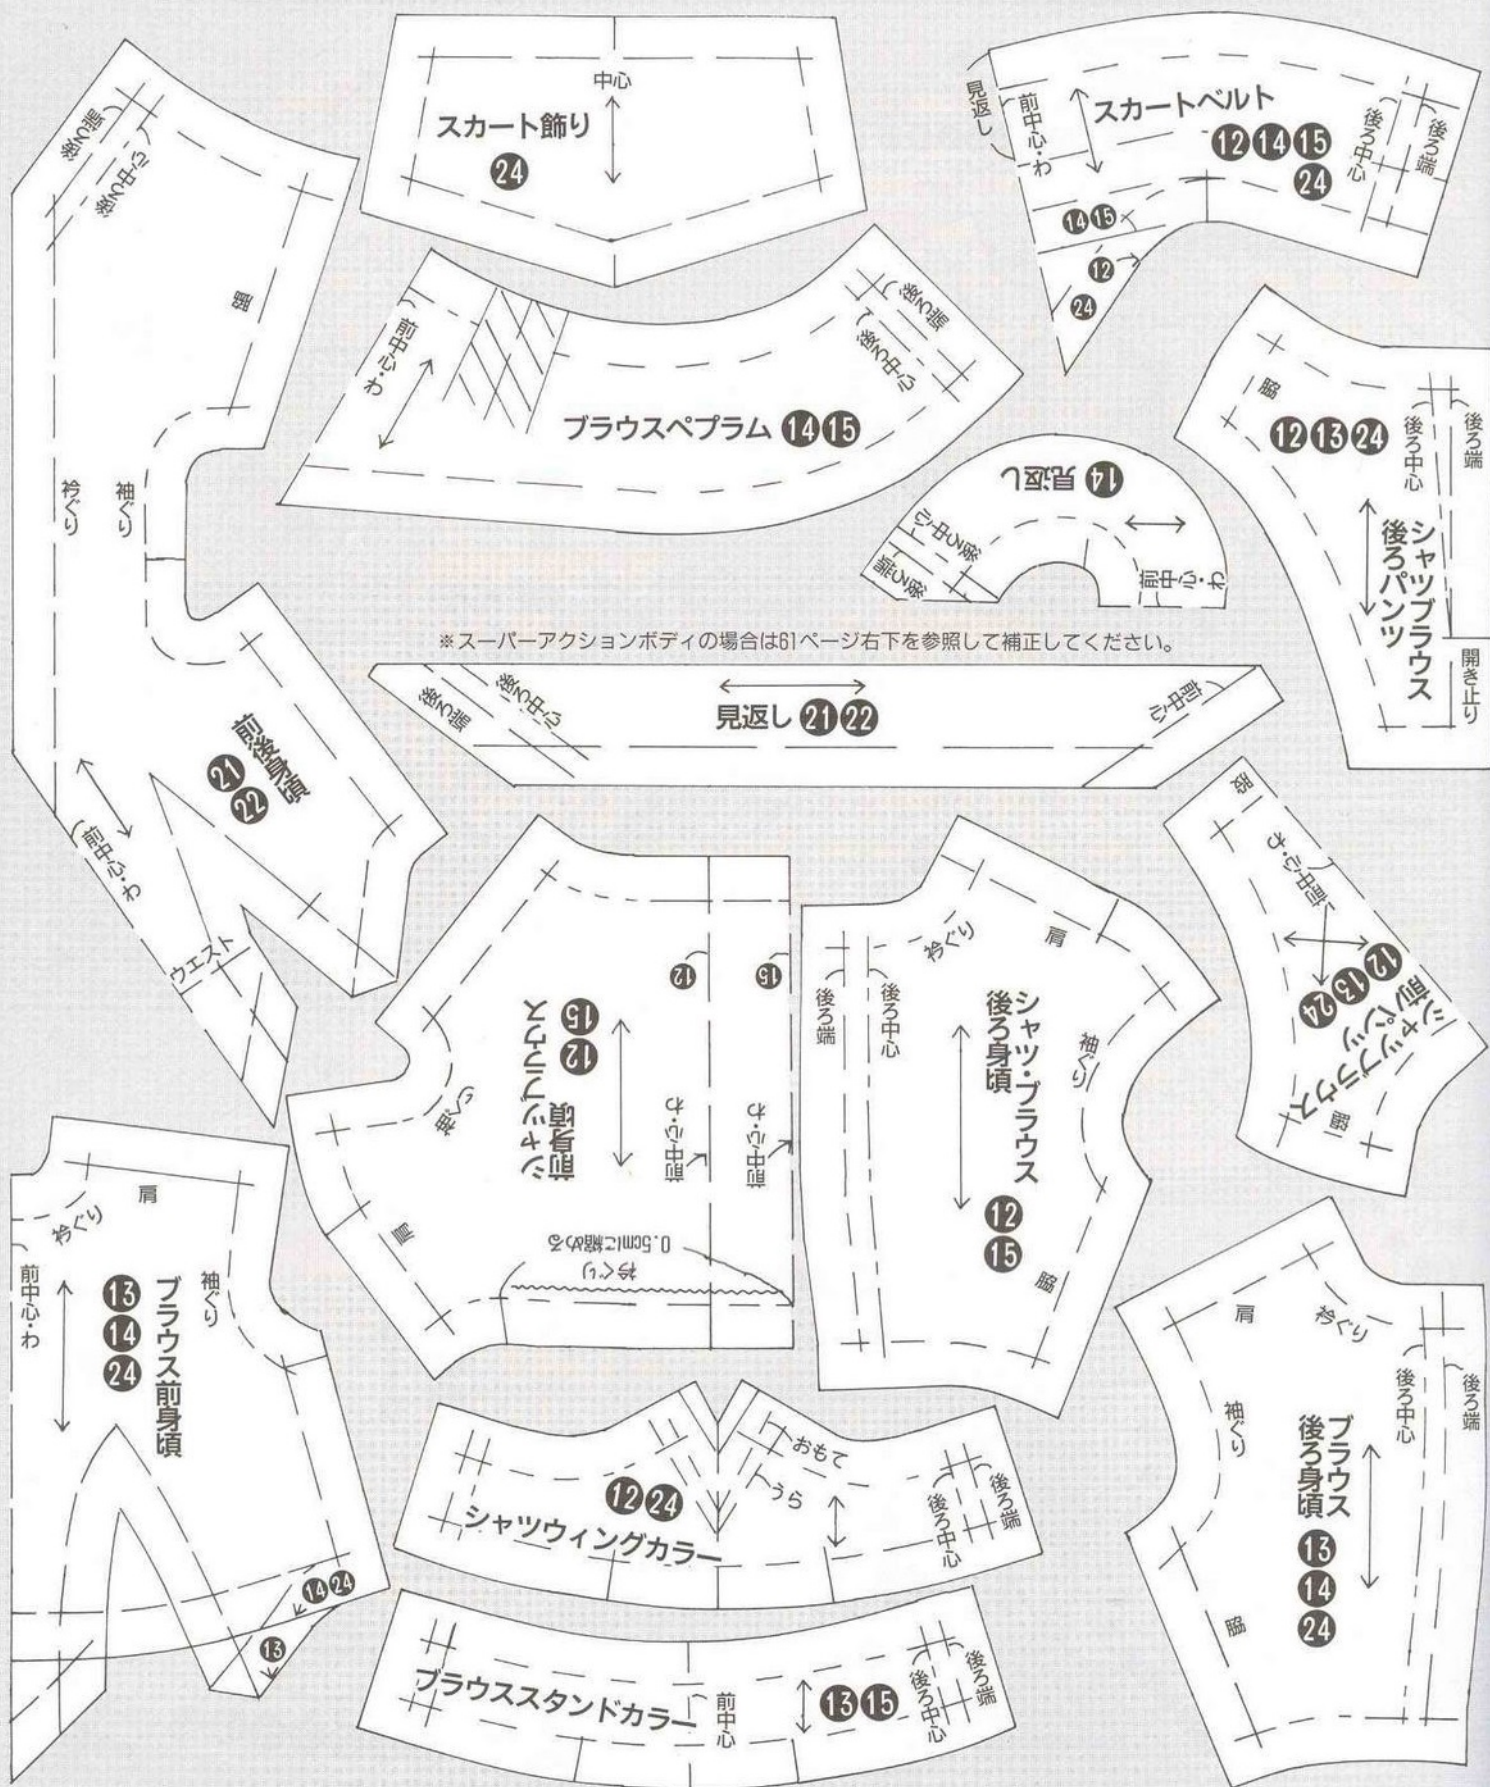 後ろ端
後ろ中心
脇
衿ぐり
袖ぐり
前後身頃
21
22
前中心・わ
ウエスト
中心
スカート飾り
24
見返し
前中心・わ
スカートベルト
12 14 15
24
後ろ中心
後ろ端
14 15
12
24
前中心・わ
後ろ端
後ろ中心
ブラウスペプラム 14 15
14 見返し
後ろ中心
後ろ端
前中心・わ
脇
12 13 24
後ろ中心
後ろ端
シャツブラウス
後ろパンツ
開き止り
※スーパーアクションボディの場合は61ページ右下を参照して補正してください。
後ろ端
後ろ中心
見返し 21 22
前中心
股
前中心・わ
12 13 24
シャツブラウス
前パンツ
脇
12
15
シャツブラウス
前身頃
12
15
袖ぐり
前中心・わ
前中心・わ
肩
0.5cmに縮める
衿ぐり
衿ぐり
肩
後ろ端
後ろ中心
シャツ・ブラウス
後ろ身頃
12
15
袖ぐり
脇
肩
衿ぐり
前中心・わ
13
14
24
ブラウス前身頃
袖ぐり
14 24
13
おもて
うら
12 24
シャツウィングカラー
後ろ中心
後ろ端
ブラウススタンドカラー
前中心
13 15
後ろ中心
後ろ端
肩
衿ぐり
後ろ中心
後ろ端
袖ぐり
ブラウス
後ろ身頃
13
14
24
脇